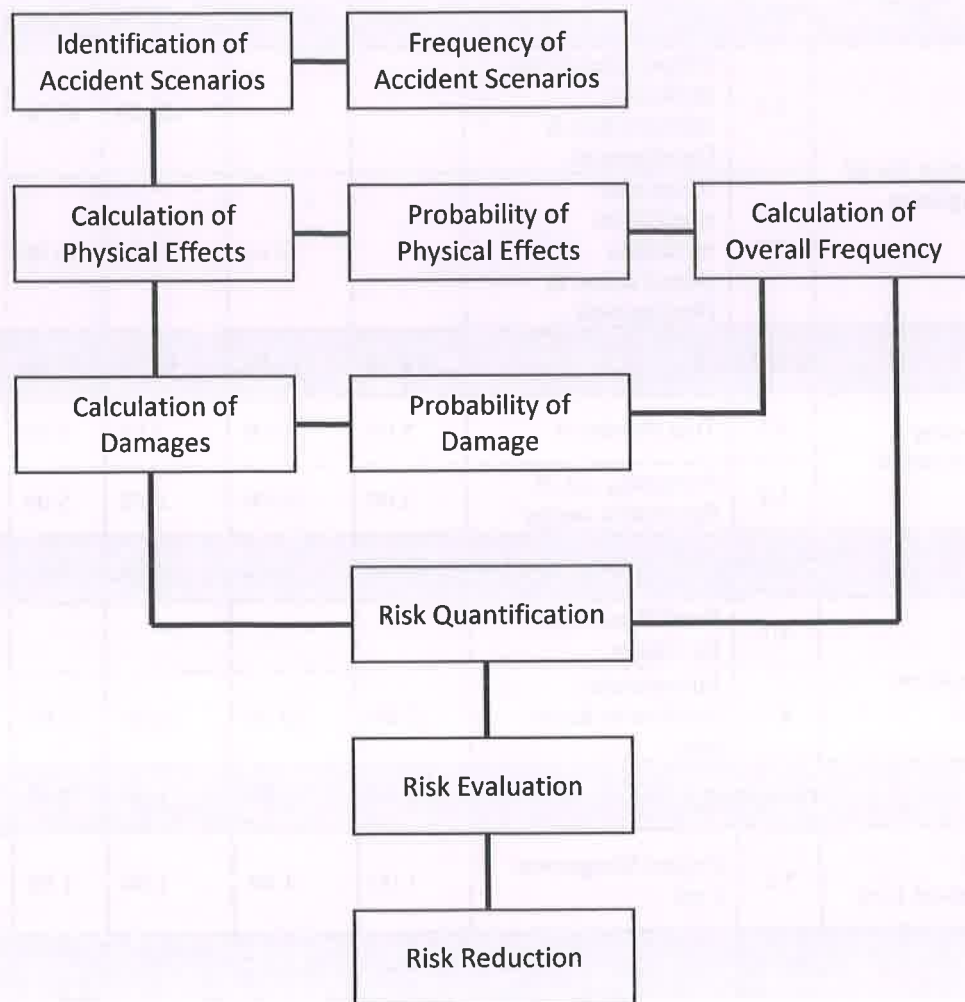 Identification of
Accident Scenarios
Frequency of
Accident Scenarios
Calculation of
Physical Effects
Probability of
Physical Effects
Calculation of
Overall Frequency
Calculation of
Damages
Probability of
Damage
Risk Quantification
Risk Evaluation
Risk Reduction